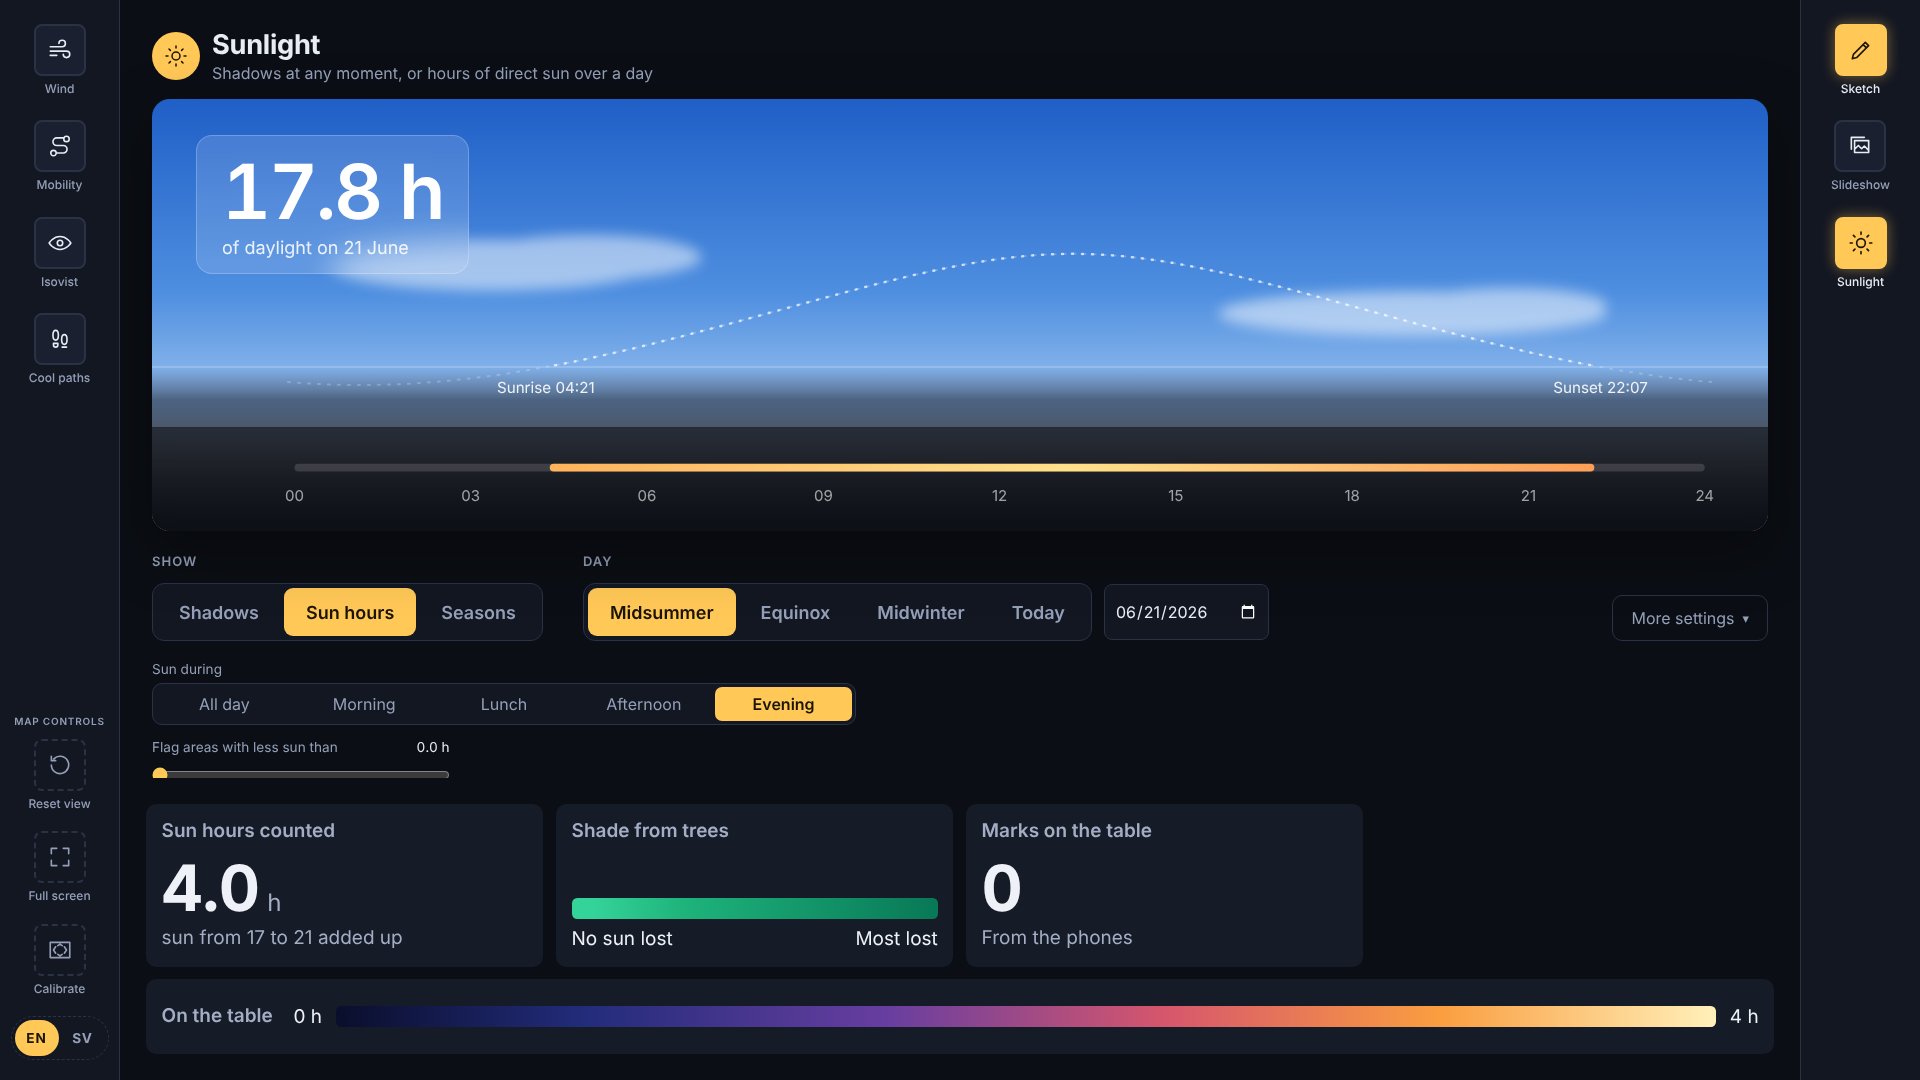 Wind
Mobility
Isovist
Cool paths
MAP CONTROLS
Reset view
Full screen
Calibrate
EN SV
Sunlight
Shadows at any moment, or hours of direct sun over a day
17.8 h
of daylight on 21 June
Sunrise 04:21
Sunset 22:07
00 03 06 09 12 15 18 21 24
SHOW
Shadows Sun hours Seasons
DAY
Midsummer Equinox Midwinter Today
06/21/2026
More settings ▾
Sun during
All day Morning Lunch Afternoon Evening
Flag areas with less sun than 0.0 h
Sun hours counted
4.0 h
sun from 17 to 21 added up
Shade from trees
No sun lost Most lost
Marks on the table
0
From the phones
On the table 0 h 4 h
Sketch
Slideshow
Sunlight